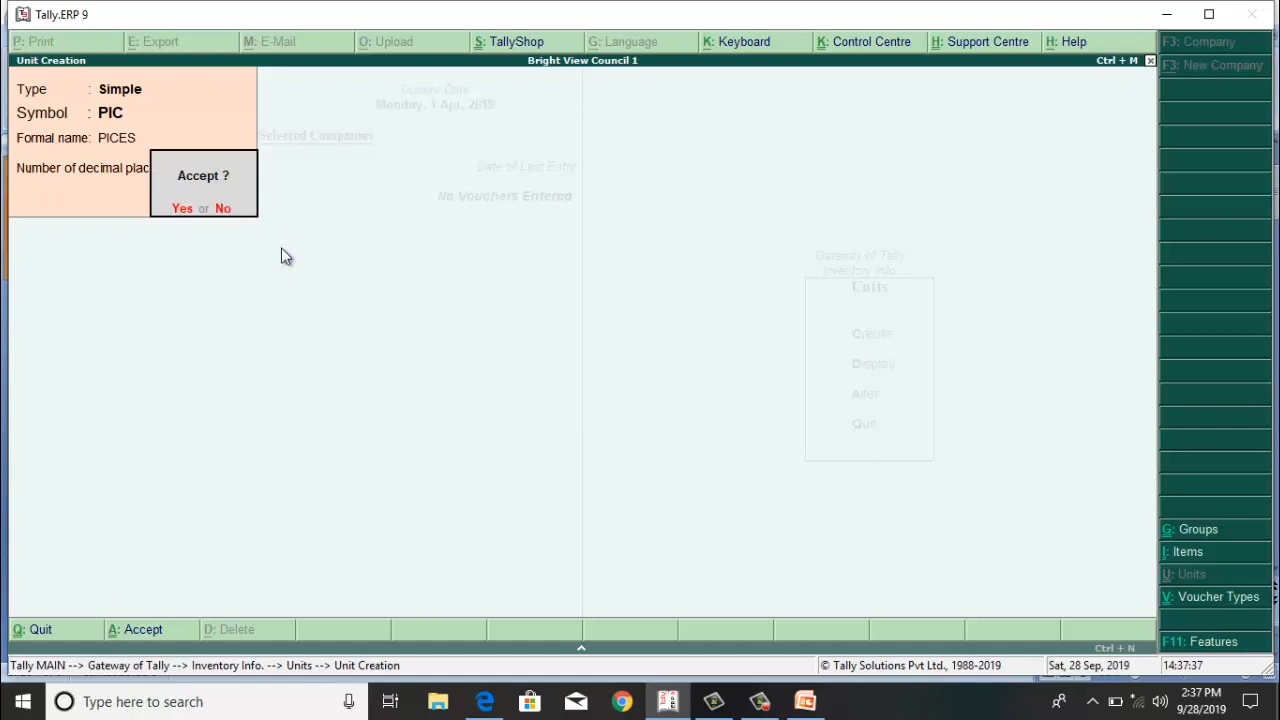 Tally.ERP 9
P: Print E: Export M: E-Mail O: Upload S: TallyShop G: Language K: Keyboard K: Control Centre H: Support Centre H: Help
F3: Company
F3: New Company
Unit Creation Bright View Council 1 Ctrl + M
Type : Simple
Symbol : PIC
Formal name: PICES
Number of decimal plac
Accept ?
Yes or No
Current Date
Monday, 1 Apr, 2019
Selected Companies
Date of Last Entry
No Vouchers Entered
Gateway of Tally
Inventory Info.
Units
Create
Display
Alter
Quit
G: Groups
I: Items
U: Units
V: Voucher Types
F11: Features
Q: Quit A: Accept D: Delete
Ctrl + N
Tally MAIN --> Gateway of Tally --> Inventory Info. --> Units --> Unit Creation © Tally Solutions Pvt Ltd., 1988-2019 Sat, 28 Sep, 2019 14:37:37
Type here to search
2:37 PM
9/28/2019